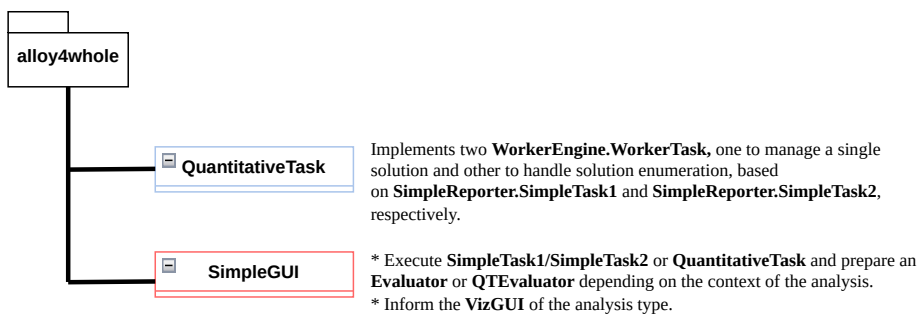 alloy4whole
QuantitativeTask
Implements two WorkerEngine.WorkerTask, one to manage a single
solution and other to handle solution enumeration, based
on SimpleReporter.SimpleTask1 and SimpleReporter.SimpleTask2,
respectively.
SimpleGUI
* Execute SimpleTask1/SimpleTask2 or QuantitativeTask and prepare an
Evaluator or QTEvaluator depending on the context of the analysis.
* Inform the VizGUI of the analysis type.